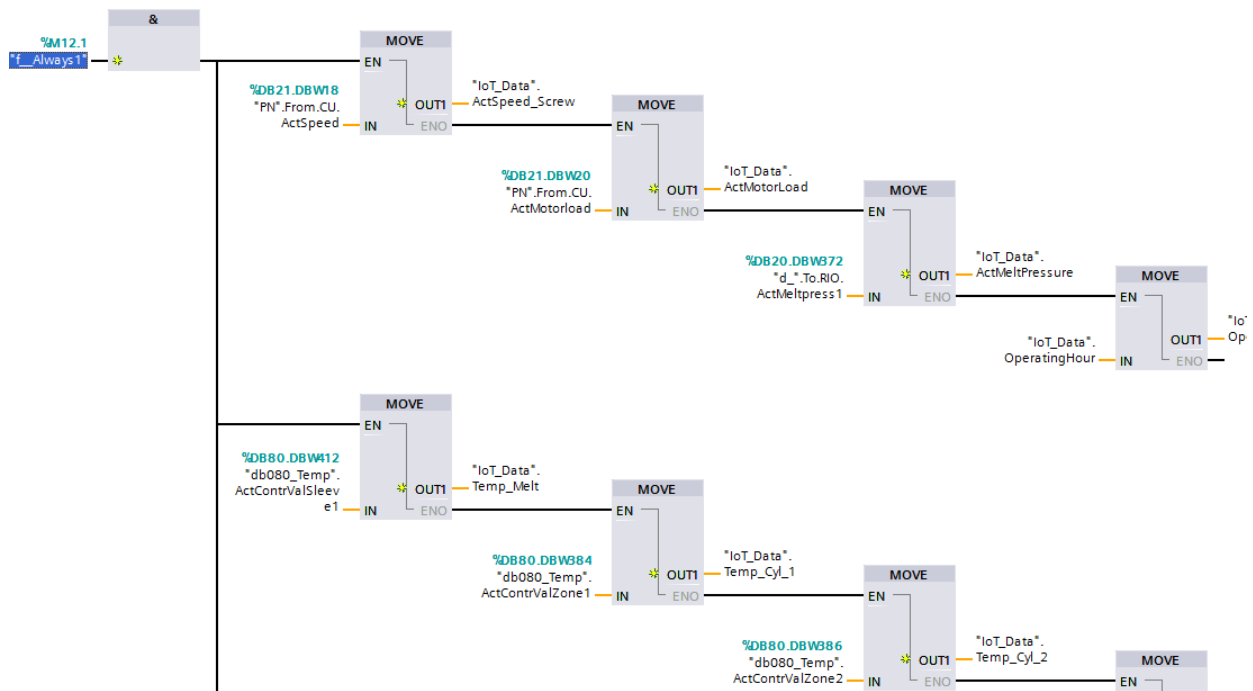 &
%M12.1
"f__Always1"
MOVE
EN
%DB21.DBW18
"PN".From.CU.
ActSpeed
IN
OUT1
ENO
"IoT_Data".
ActSpeed_Screw
MOVE
EN
%DB21.DBW20
"PN".From.CU.
ActMotorload
IN
OUT1
ENO
"IoT_Data".
ActMotorLoad
MOVE
EN
%DB20.DBW372
"d_".To.RIO.
ActMeltpress1
IN
OUT1
ENO
"IoT_Data".
ActMeltPressure
MOVE
EN
"IoT_Data".
OperatingHour
IN
OUT1
ENO
MOVE
EN
%DB80.DBW412
"db080_Temp".
ActContrValSleev
e1
IN
OUT1
ENO
"IoT_Data".
Temp_Melt
MOVE
EN
%DB80.DBW384
"db080_Temp".
ActContrValZone1
IN
OUT1
ENO
"IoT_Data".
Temp_Cyl_1
MOVE
EN
%DB80.DBW386
"db080_Temp".
ActContrValZone2
IN
OUT1
ENO
"IoT_Data".
Temp_Cyl_2
MOVE
EN